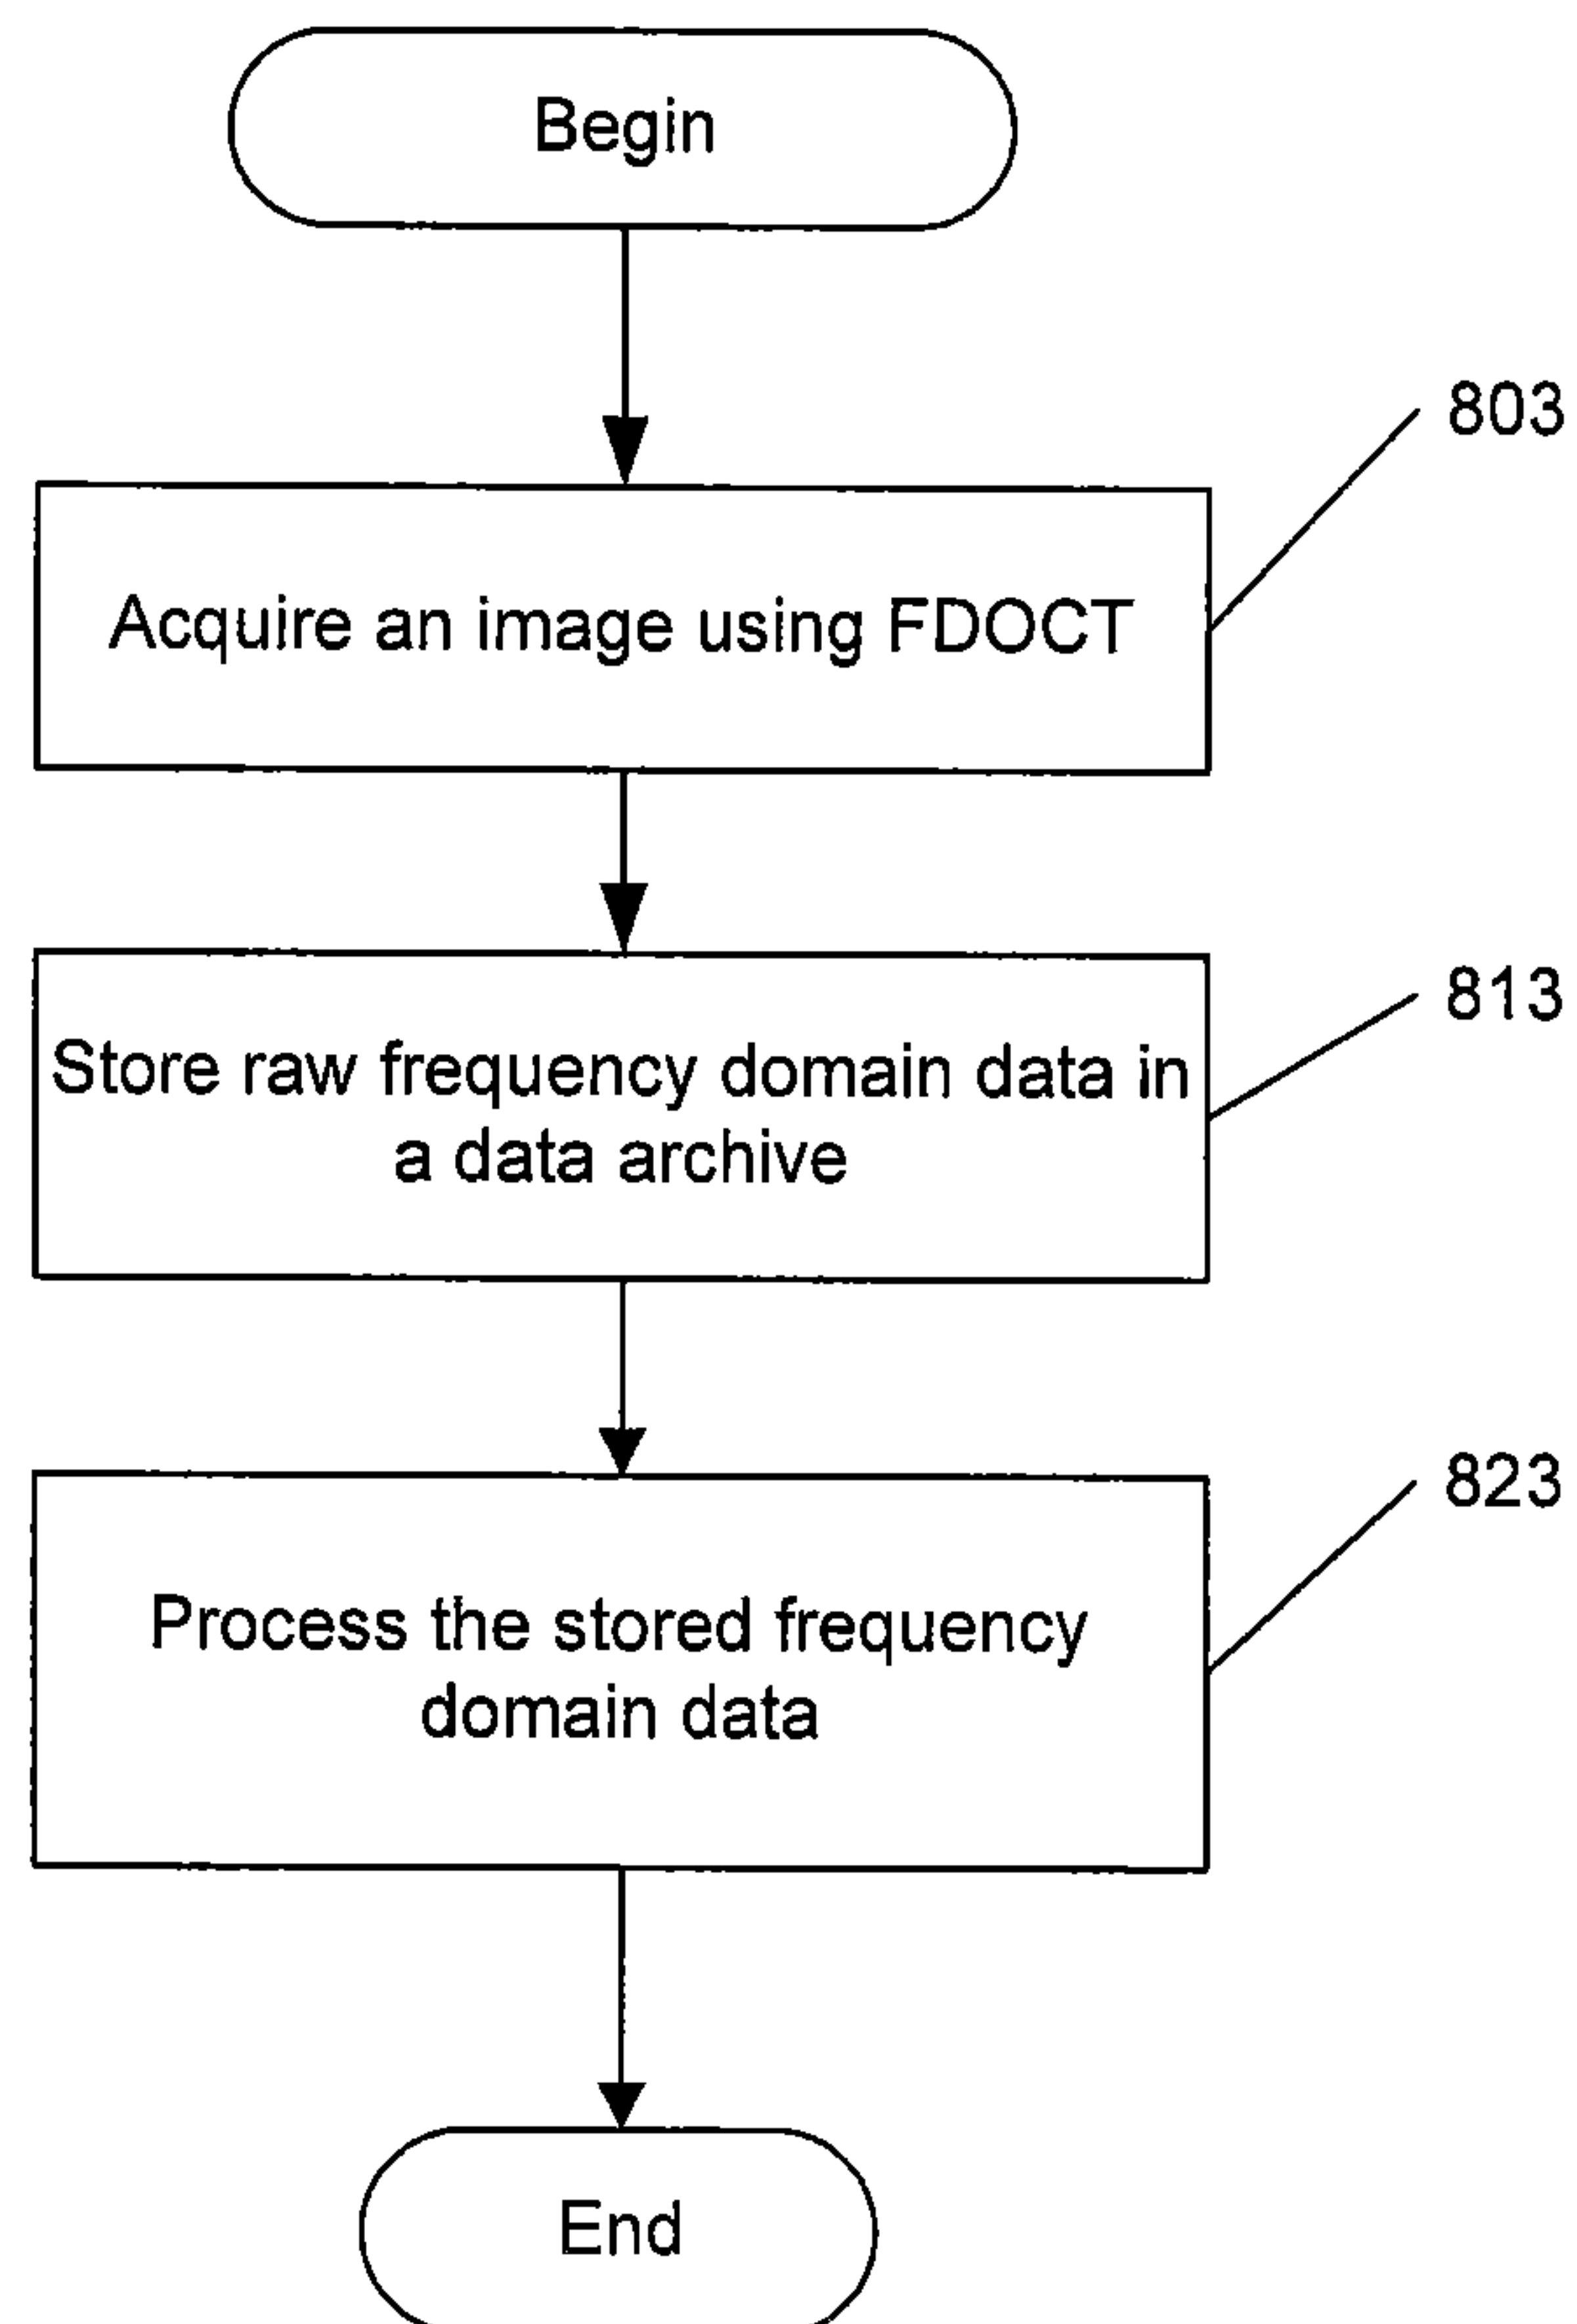 Begin
803
Acquire an image using FDOCT
813
Store raw frequency domain data in
a data archive
823
Process the stored frequency
domain data
End